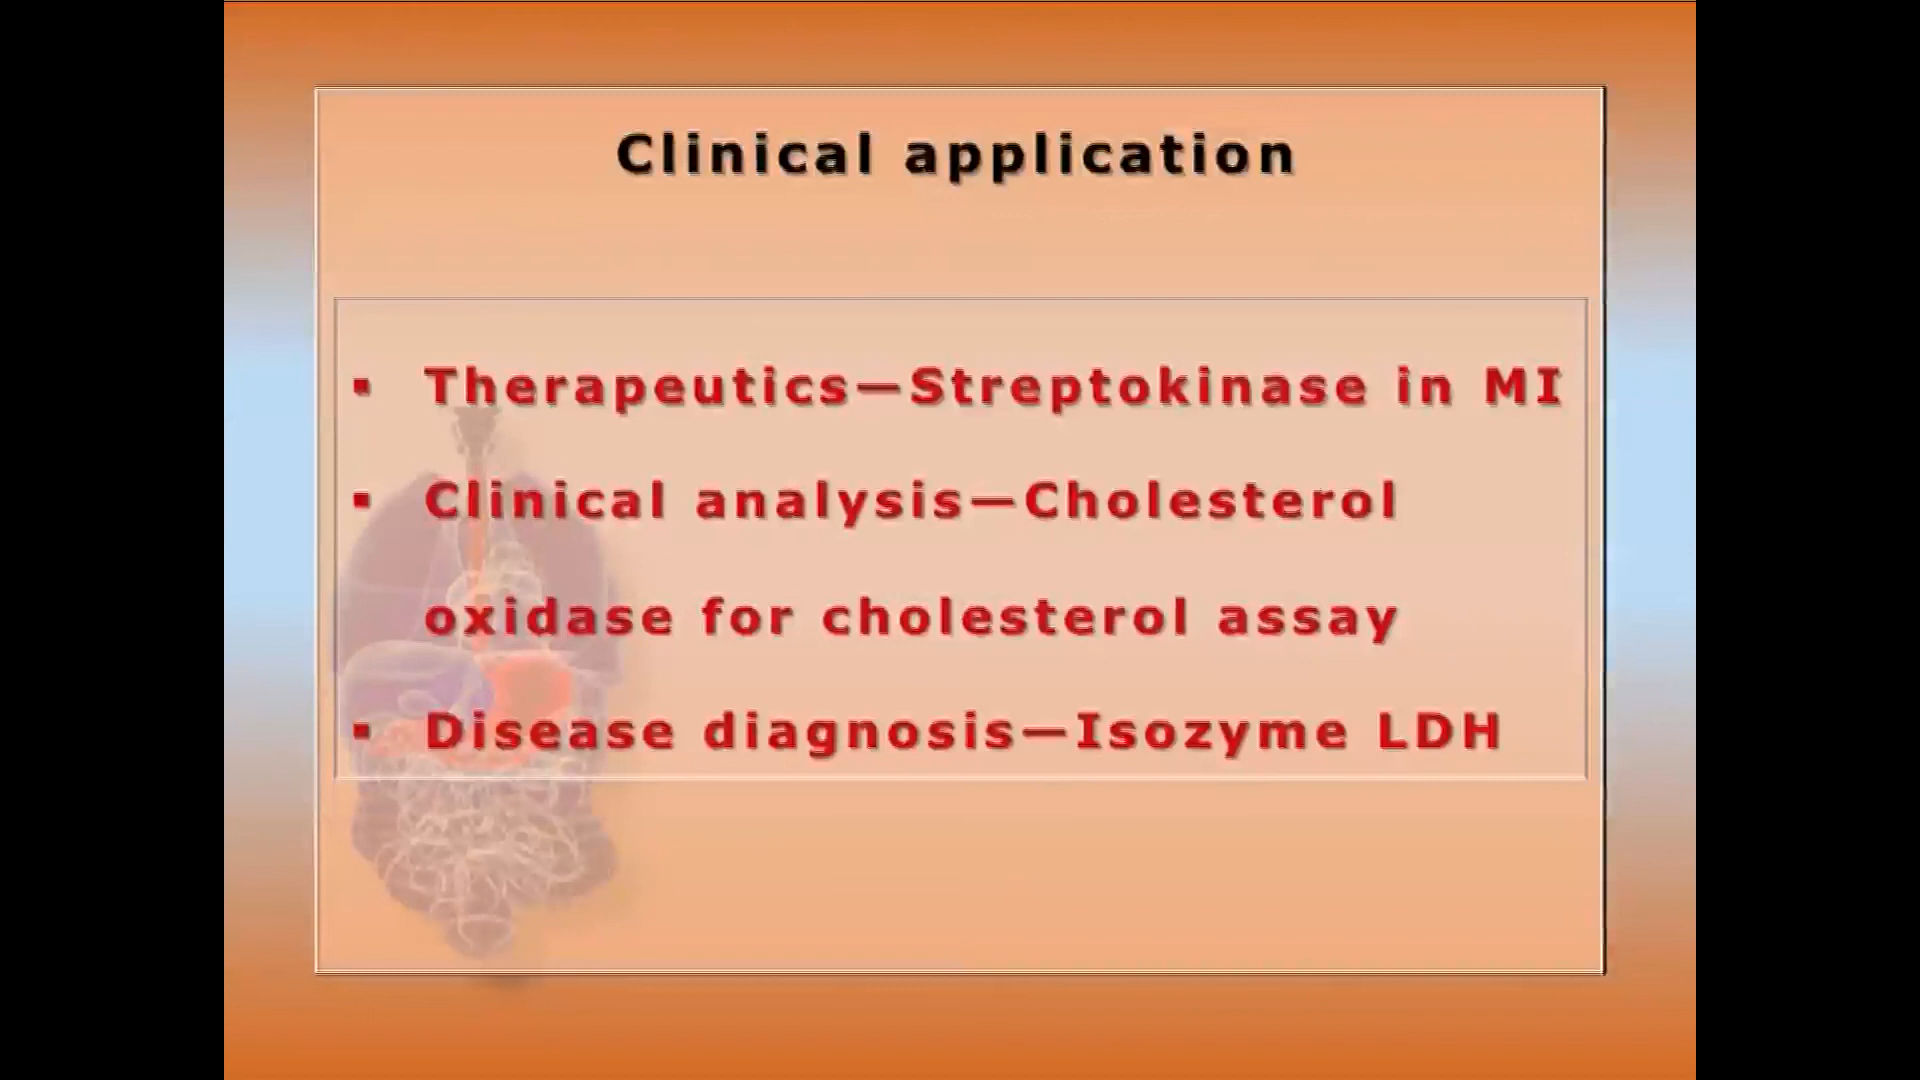 Clinical application
▪ Therapeutics—Streptokinase in MI
▪ Clinical analysis—Cholesterol
oxidase for cholesterol assay
▪ Disease diagnosis—Isozyme LDH